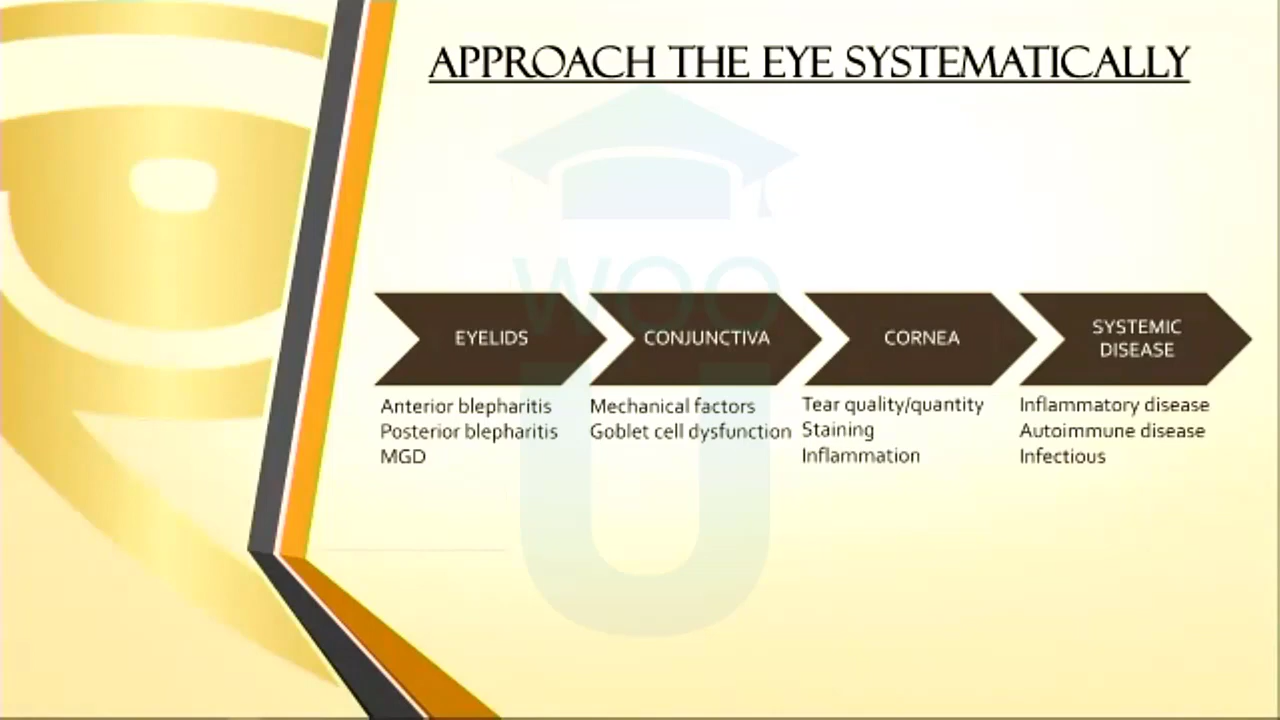 APPROACH THE EYE SYSTEMATICALLY
WOO
U
EYELIDS
CONJUNCTIVA
CORNEA
SYSTEMIC
DISEASE
Anterior blepharitis
Posterior blepharitis
MGD
Mechanical factors
Goblet cell dysfunction
Tear quality/quantity
Staining
Inflammation
Inflammatory disease
Autoimmune disease
Infectious